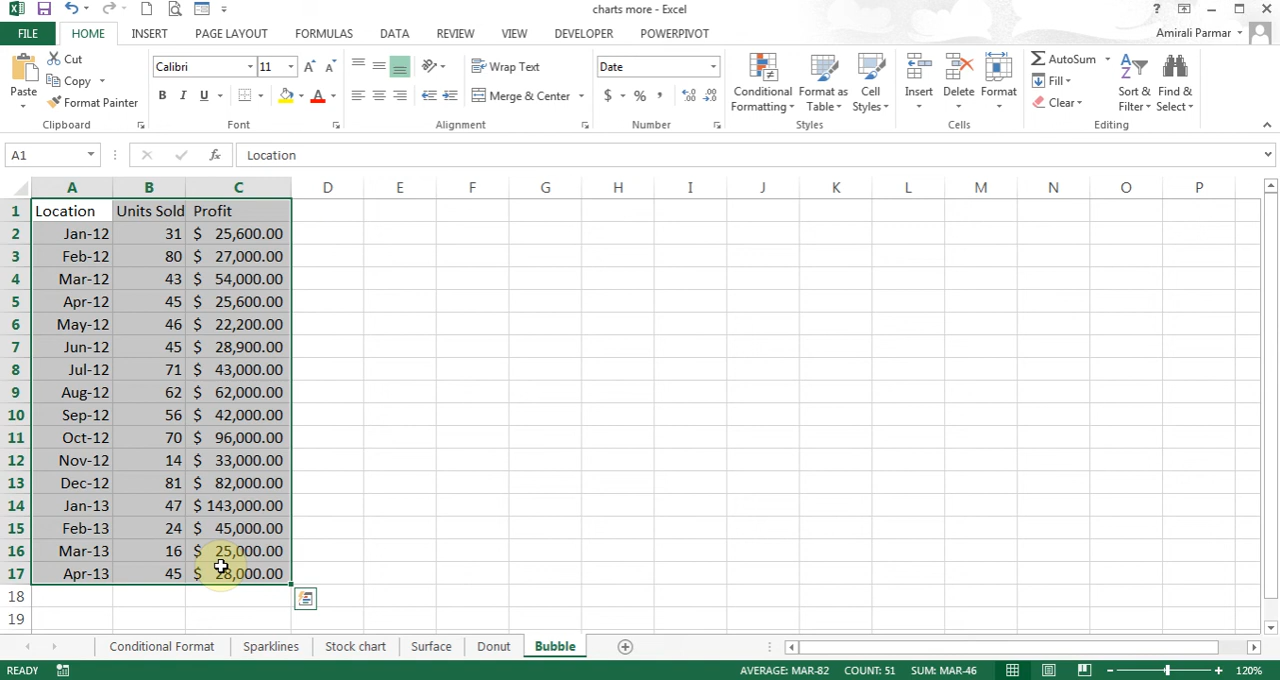 charts more - Excel
FILE HOME INSERT PAGE LAYOUT FORMULAS DATA REVIEW VIEW DEVELOPER POWERPIVOT Amirali Parmar
Paste
Cut
Copy
Format Painter
Clipboard
Calibri 11
B I U
Font
Wrap Text
Merge & Center
Alignment
Date
$ % ,
Number
Conditional Formatting
Format as Table
Cell Styles
Styles
Insert
Delete
Format
Cells
AutoSum
Fill
Clear
Sort & Filter
Find & Select
Editing
A1 fx Location
A B C D E F G H I J K L M N O P
1 Location Units Sold Profit
2 Jan-12 31 $ 25,600.00
3 Feb-12 80 $ 27,000.00
4 Mar-12 43 $ 54,000.00
5 Apr-12 45 $ 25,600.00
6 May-12 46 $ 22,200.00
7 Jun-12 45 $ 28,900.00
8 Jul-12 71 $ 43,000.00
9 Aug-12 62 $ 62,000.00
10 Sep-12 56 $ 42,000.00
11 Oct-12 70 $ 96,000.00
12 Nov-12 14 $ 33,000.00
13 Dec-12 81 $ 82,000.00
14 Jan-13 47 $ 143,000.00
15 Feb-13 24 $ 45,000.00
16 Mar-13 16 $ 25,000.00
17 Apr-13 45 $ 28,000.00
18
19
Conditional Format Sparklines Stock chart Surface Donut Bubble
READY AVERAGE: MAR-82 COUNT: 51 SUM: MAR-46 120%